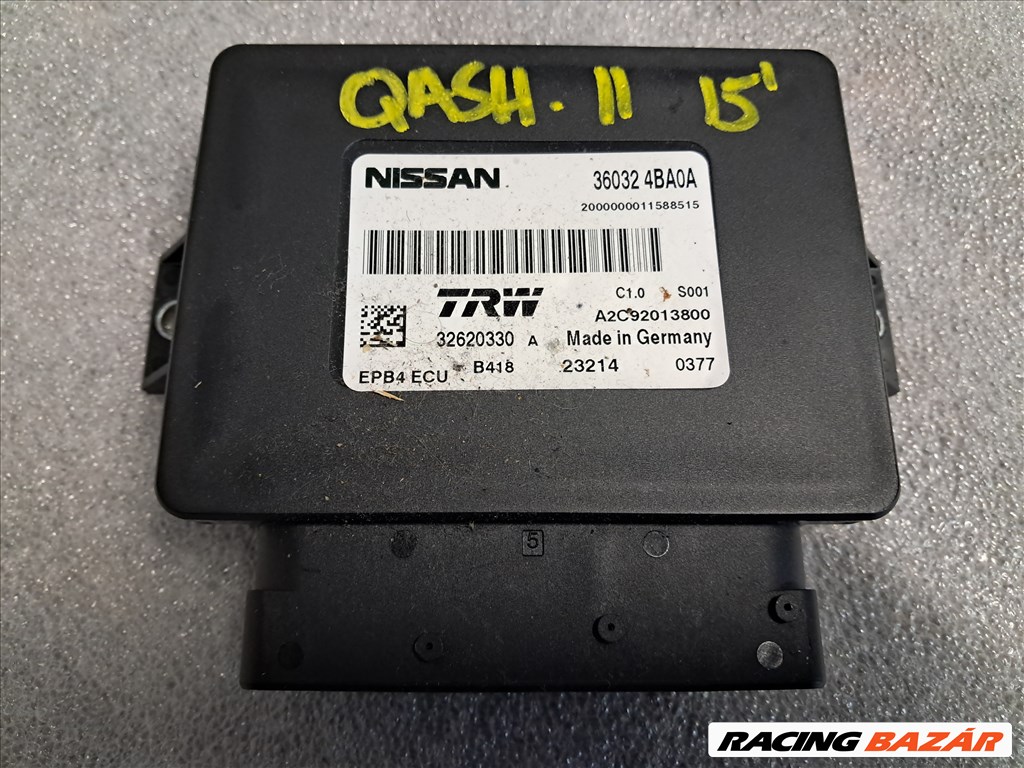 QASH. II 15'
NISSAN 36032 4BA0A
2000000011588515
TRW C1.0 S001
A2C92013800
32620330 A Made in Germany
EPB4 ECU B418 23214 0377
5
RACING BAZÁR